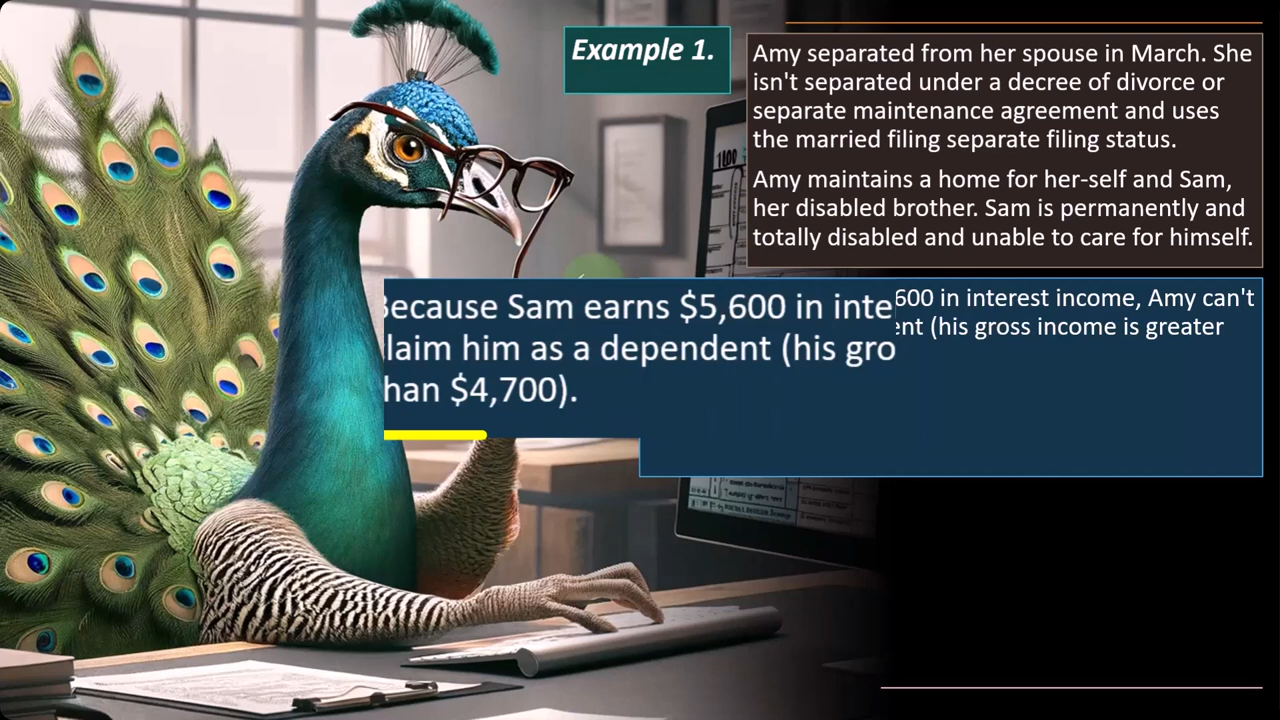 Example 1.
Amy separated from her spouse in March. She
isn't separated under a decree of divorce or
separate maintenance agreement and uses
the married filing separate filing status.
Amy maintains a home for her-self and Sam,
her disabled brother. Sam is permanently and
totally disabled and unable to care for himself.
Because Sam earns $5,600 in inte
laim him as a dependent (his gro
han $4,700).
600 in interest income, Amy can't
ent (his gross income is greater